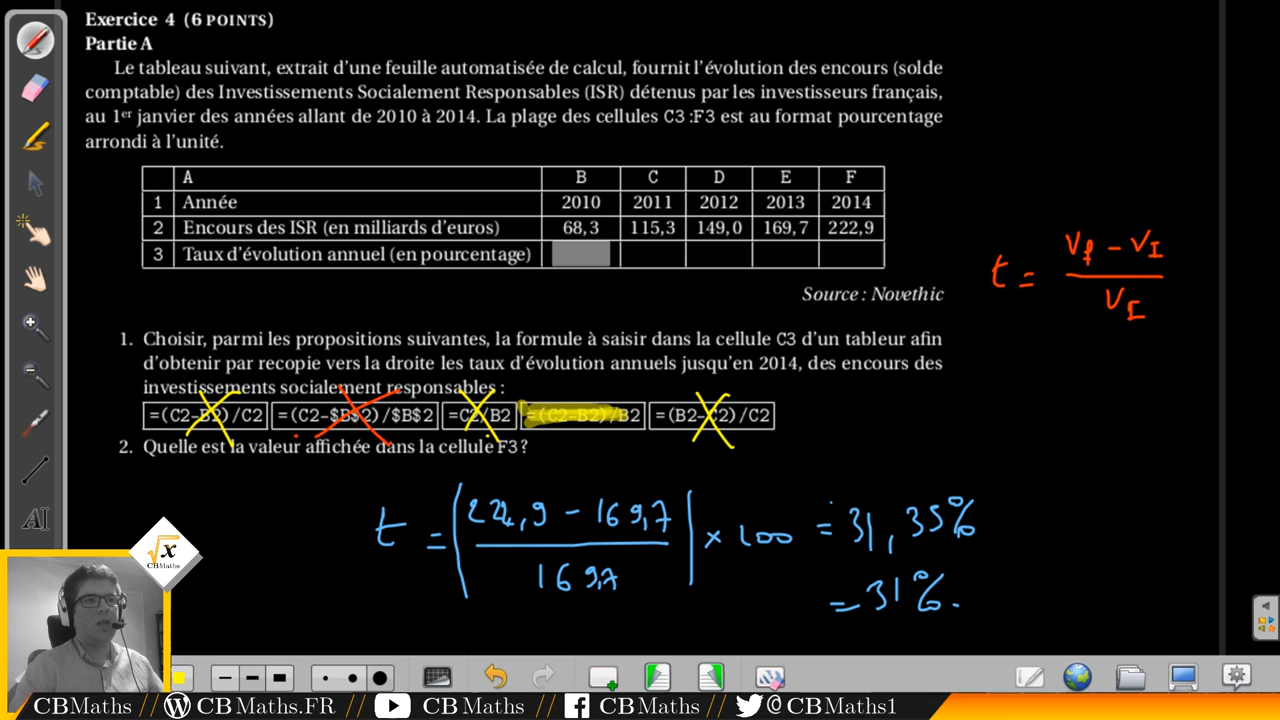 Exercice 4 (6 POINTS)
Partie A
Le tableau suivant, extrait d'une feuille automatisée de calcul, fournit l'évolution des encours (solde
comptable) des Investissements Socialement Responsables (ISR) détenus par les investisseurs français,
au 1er janvier des années allant de 2010 à 2014. La plage des cellules C3 :F3 est au format pourcentage
arrondi à l'unité.
A B C D E F
1 Année 2010 2011 2012 2013 2014
2 Encours des ISR (en milliards d'euros) 68,3 115,3 149,0 169,7 222,9
3 Taux d'évolution annuel (en pourcentage)
Source : Novethic
t = (Vf - VI) / VI
1. Choisir, parmi les propositions suivantes, la formule à saisir dans la cellule C3 d'un tableur afin
d'obtenir par recopie vers la droite les taux d'évolution annuels jusqu'en 2014, des encours des
investissements socialement responsables :
=(C2-B2)/C2 =(C2-$B$2)/$B$2 =C2/B2 =(C2-B2)/B2 =(B2-C2)/C2
2. Quelle est la valeur affichée dans la cellule F3 ?
t = (222,9 - 169,7 / 169,7) × 100 = 31,35%
= 31%.
AI
√x
CBMaths
CBMaths // CBMaths.FR // CBMaths // CBMaths // @CBMaths1